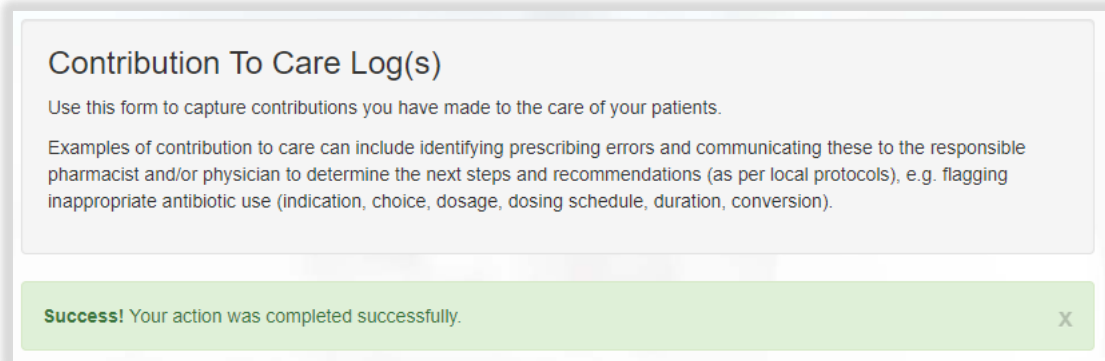 Contribution To Care Log(s)
Use this form to capture contributions you have made to the care of your patients.
Examples of contribution to care can include identifying prescribing errors and communicating these to the responsible
pharmacist and/or physician to determine the next steps and recommendations (as per local protocols), e.g. flagging
inappropriate antibiotic use (indication, choice, dosage, dosing schedule, duration, conversion).
Success! Your action was completed successfully.
x